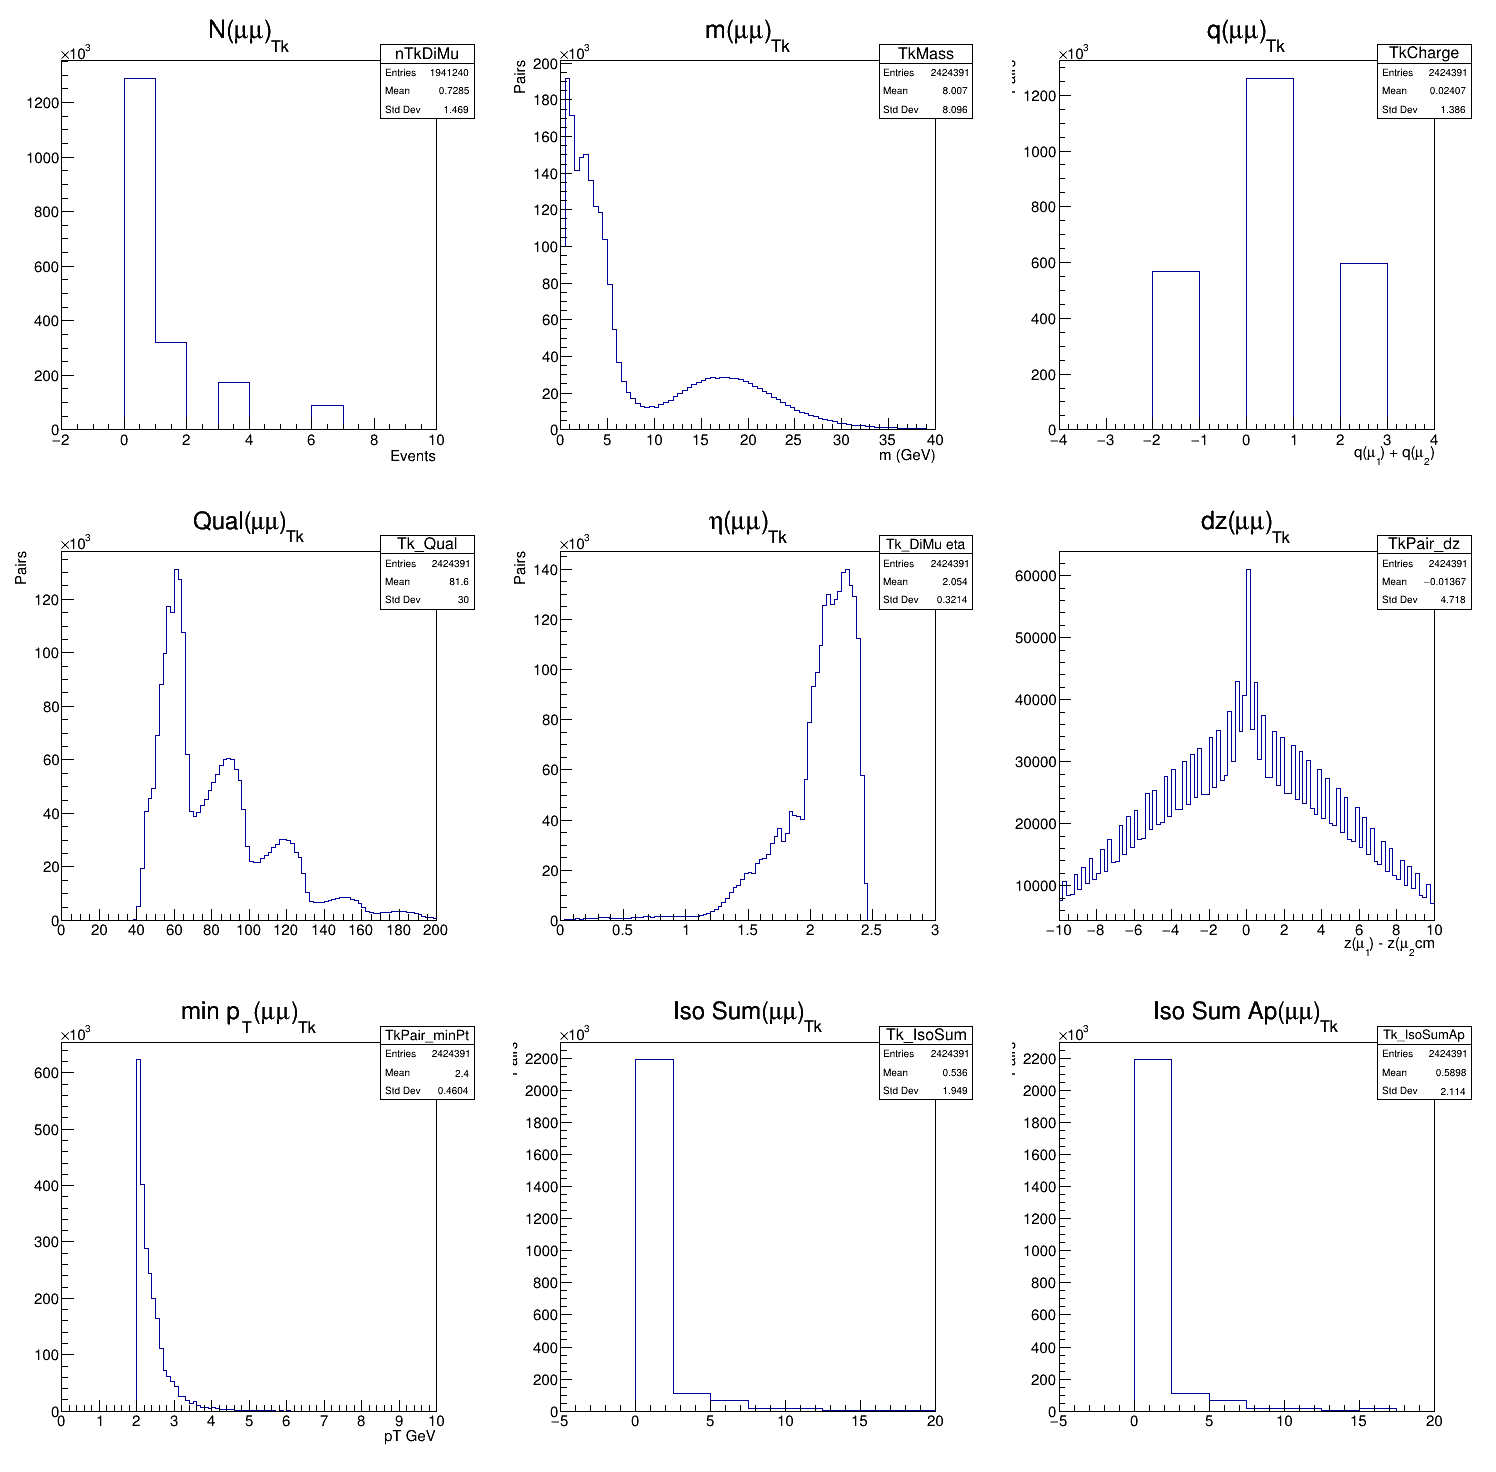 N(μμ)Tk
×10³
nTkDiMu
Entries 1941240
Mean 0.7285
Std Dev 1.469
1200
1000
800
600
400
200
0
−2 0 2 4 6 8 10
Events
m(μμ)Tk
×10³
Pairs
TkMass
Entries 2424391
Mean 8.007
Std Dev 8.096
200
180
160
140
120
100
80
60
40
20
0
0 5 10 15 20 25 30 35 40
m (GeV)
q(μμ)Tk
×10³
TkCharge
Entries 2424391
Mean 0.02407
Std Dev 1.386
1200
1000
800
600
400
200
0
−4 −3 −2 −1 0 1 2 3 4
q(μ1) + q(μ2)
Qual(μμ)Tk
×10³
Pairs
Tk_Qual
Entries 2424391
Mean 81.6
Std Dev 30
120
100
80
60
40
20
0
0 20 40 60 80 100 120 140 160 180 200
η(μμ)Tk
×10³
Pairs
Tk_DiMu eta
Entries 2424391
Mean 2.054
Std Dev 0.3214
140
120
100
80
60
40
20
0
0 0.5 1 1.5 2 2.5 3
dz(μμ)Tk
TkPair_dz
Entries 2424391
Mean −0.01367
Std Dev 4.718
60000
50000
40000
30000
20000
10000
−10 −8 −6 −4 −2 0 2 4 6 8 10
z(μ1) - z(μ2cm
min pT(μμ)Tk
×10³
TkPair_minPt
Entries 2424391
Mean 2.4
Std Dev 0.4604
600
500
400
300
200
100
0
0 1 2 3 4 5 6 7 8 9 10
pT GeV
Iso Sum(μμ)Tk
×10³
Tk_IsoSum
Entries 2424391
Mean 0.536
Std Dev 1.949
2200
2000
1800
1600
1400
1200
1000
800
600
400
200
0
−5 0 5 10 15 20
Iso Sum Ap(μμ)Tk
×10³
Tk_IsoSumAp
Entries 2424391
Mean 0.5898
Std Dev 2.114
2200
2000
1800
1600
1400
1200
1000
800
600
400
200
0
−5 0 5 10 15 20